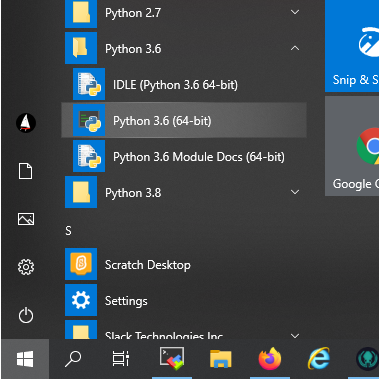 Python 2.7
Python 3.6
IDLE (Python 3.6 64-bit)
Python 3.6 (64-bit)
Python 3.6 Module Docs (64-bit)
Python 3.8
S
Scratch Desktop
Settings
Slack Technologies Inc
Snip & S
Google C